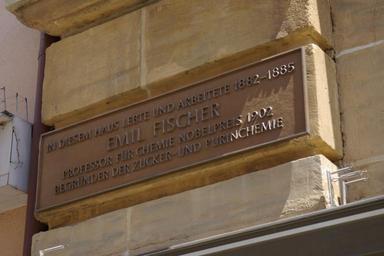 IN DIESEM HAUS LEBTE UND ARBEITETE 1882–1885
EMIL FISCHER
PROFESSOR FÜR CHEMIE NOBELPREIS 1902
BEGRÜNDER DER ZUCKER- UND PURINCHEMIE